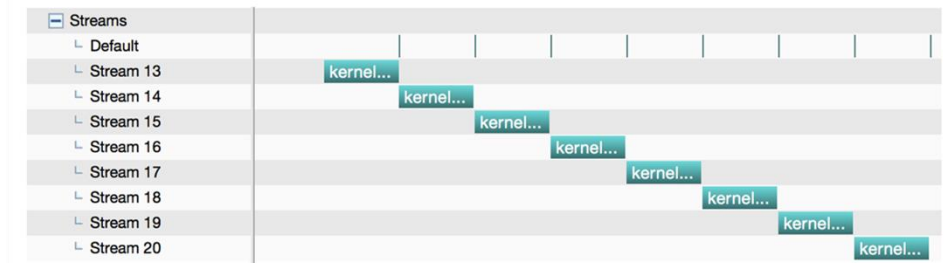 Streams
Default
Stream 13 kernel...
Stream 14 kernel...
Stream 15 kernel...
Stream 16 kernel...
Stream 17 kernel...
Stream 18 kernel...
Stream 19 kernel...
Stream 20 kernel...